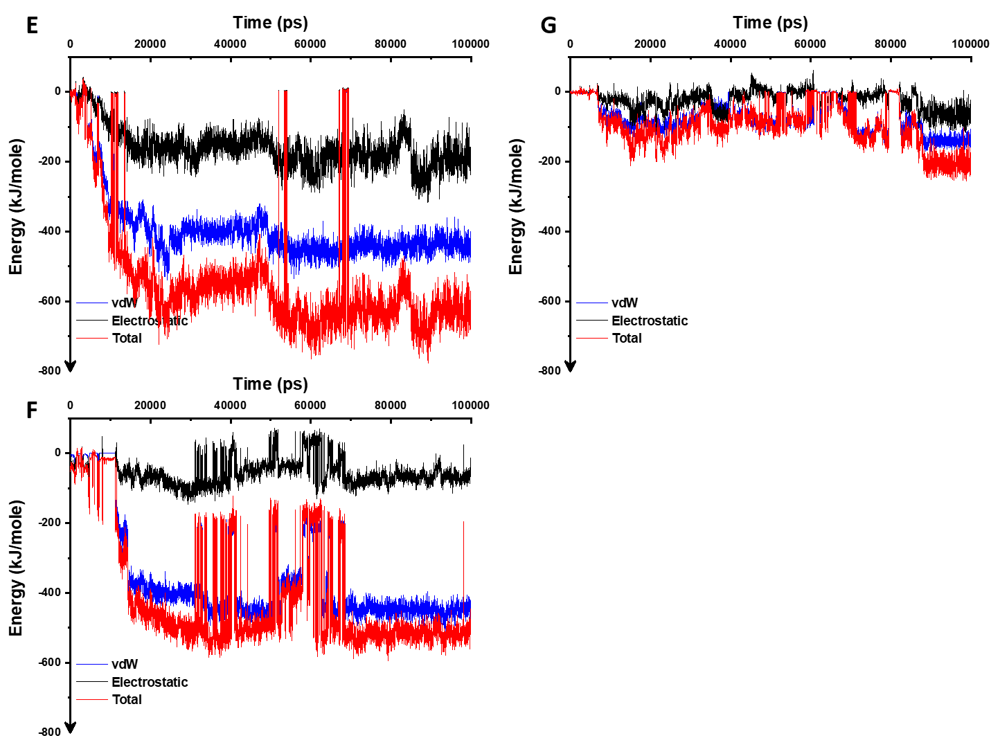 E
Time (ps)
0 20000 40000 60000 80000 100000
0
-200
-400
-600
-800
Energy (kJ/mole)
vdW
Electrostatic
Total
G
Time (ps)
0 20000 40000 60000 80000 100000
0
-200
-400
-600
-800
Energy (kJ/mole)
vdW
Electrostatic
Total
F
Time (ps)
0 20000 40000 60000 80000 100000
0
-200
-400
-600
-800
Energy (kJ/mole)
vdW
Electrostatic
Total